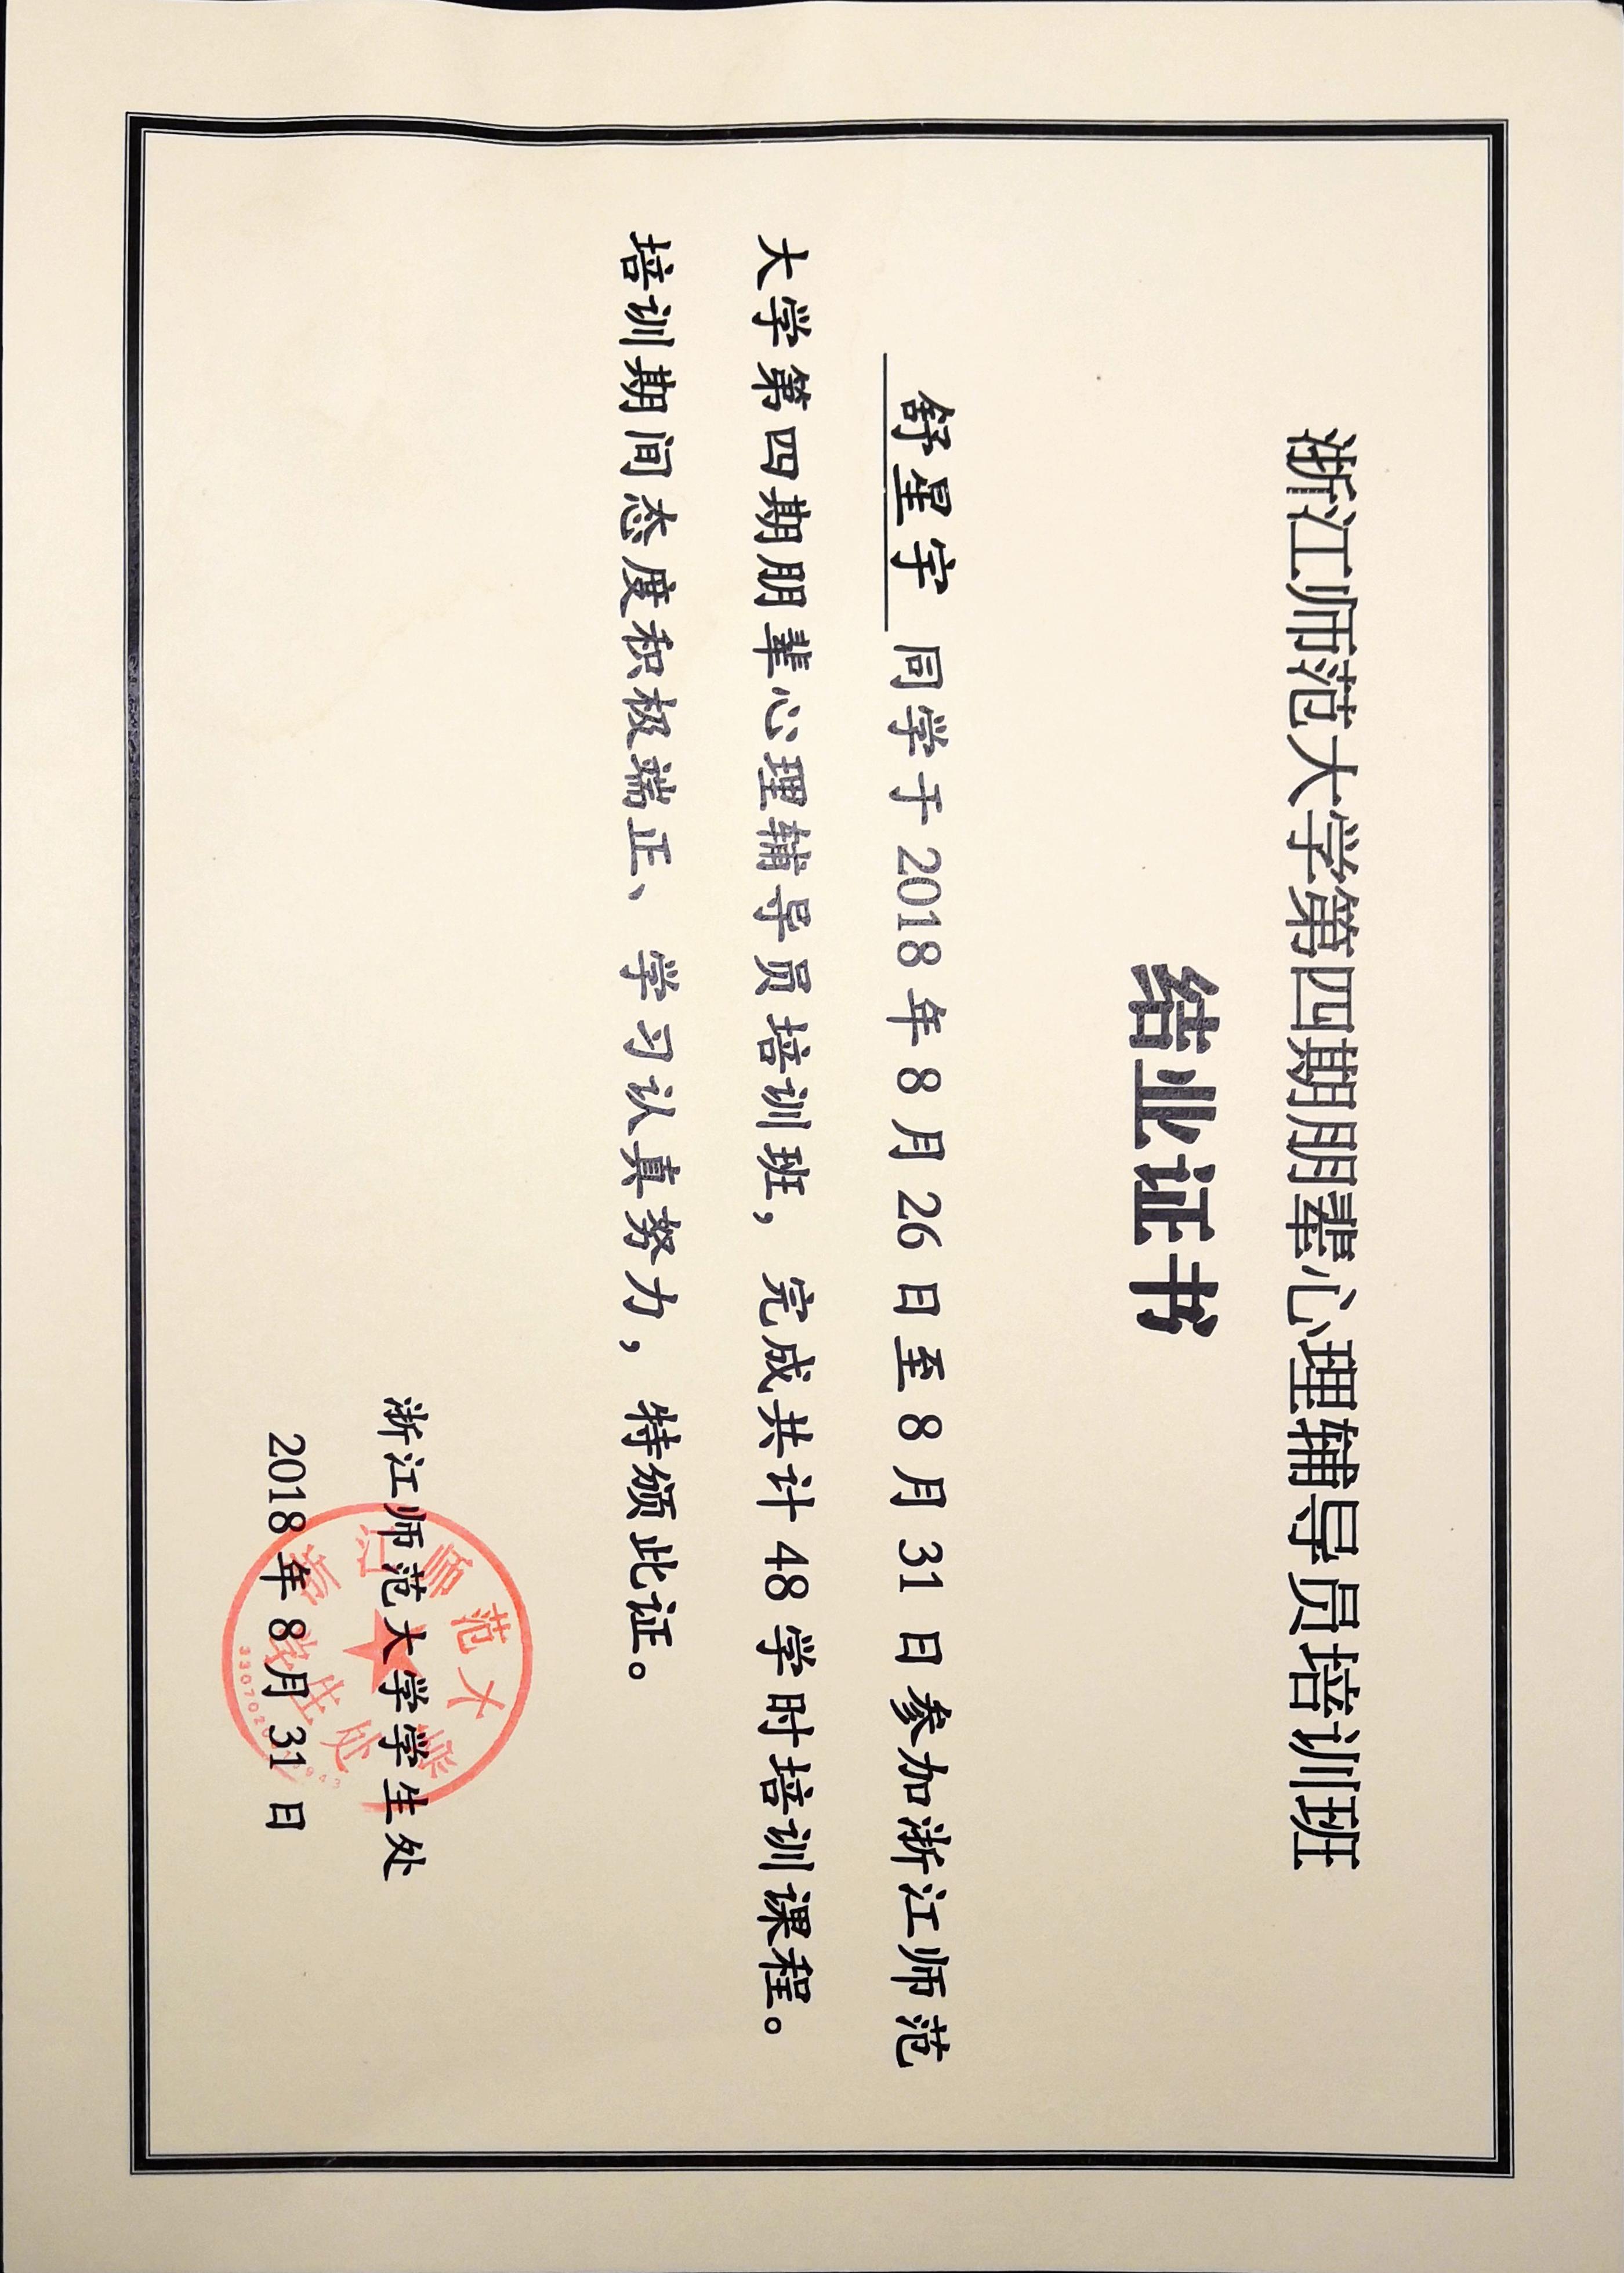 浙江师范大学第四期朋辈心理辅导员培训班
结业证书
舒星宇 同学于 2018 年 8 月 26 日至 8 月 31 日参加浙江师范
大学第四期朋辈心理辅导员培训班，完成共计 48 学时培训课程。
培训期间态度积极端正、学习认真努力，特颁此证。
浙江师范大学学生处
2018 年 8 月 31 日
浙江师范大学
学生处